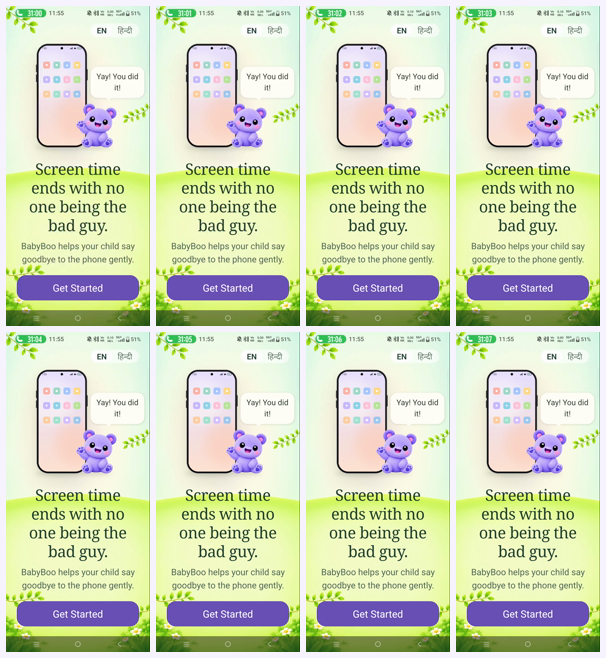 31:00 11:55 51%
EN हिन्दी
Yay! You did
it!
Screen time
ends with no
one being the
bad guy.
BabyBoo helps your child say
goodbye to the phone gently.
Get Started
31:01 11:55 51%
EN हिन्दी
Yay! You did
it!
Screen time
ends with no
one being the
bad guy.
BabyBoo helps your child say
goodbye to the phone gently.
Get Started
31:02 11:55 51%
EN हिन्दी
Yay! You did
it!
Screen time
ends with no
one being the
bad guy.
BabyBoo helps your child say
goodbye to the phone gently.
Get Started
31:03 11:55 51%
EN हिन्दी
Yay! You did
it!
Screen time
ends with no
one being the
bad guy.
BabyBoo helps your child say
goodbye to the phone gently.
Get Started
31:04 11:55 51%
EN हिन्दी
Yay! You did
it!
Screen time
ends with no
one being the
bad guy.
BabyBoo helps your child say
goodbye to the phone gently.
Get Started
31:05 11:55 51%
EN हिन्दी
Yay! You did
it!
Screen time
ends with no
one being the
bad guy.
BabyBoo helps your child say
goodbye to the phone gently.
Get Started
31:06 11:55 51%
EN हिन्दी
Yay! You did
it!
Screen time
ends with no
one being the
bad guy.
BabyBoo helps your child say
goodbye to the phone gently.
Get Started
31:07 11:55 51%
EN हिन्दी
Yay! You did
it!
Screen time
ends with no
one being the
bad guy.
BabyBoo helps your child say
goodbye to the phone gently.
Get Started